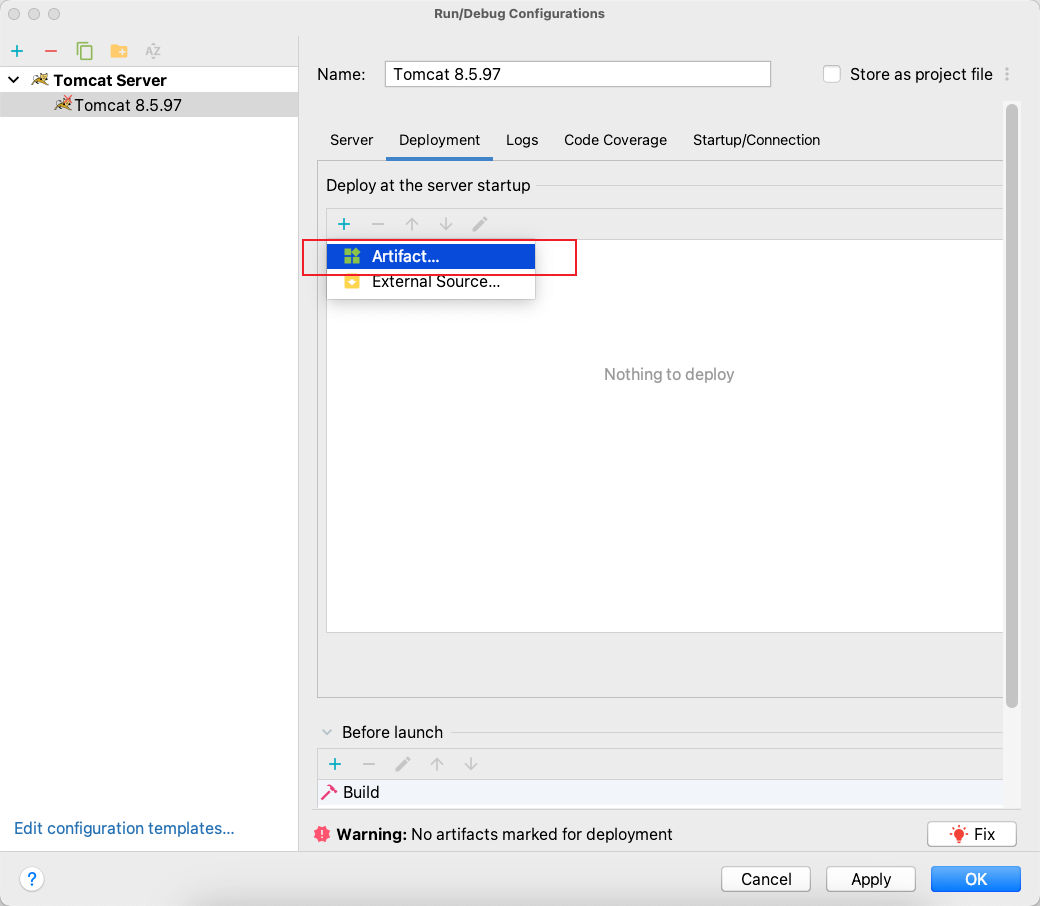 Run/Debug Configurations
AZ
Tomcat Server
Tomcat 8.5.97
Name: Tomcat 8.5.97 Store as project file
Server Deployment Logs Code Coverage Startup/Connection
Deploy at the server startup
Artifact...
External Source...
Nothing to deploy
Before launch
Build
Edit configuration templates...
Warning: No artifacts marked for deployment Fix
? Cancel Apply OK